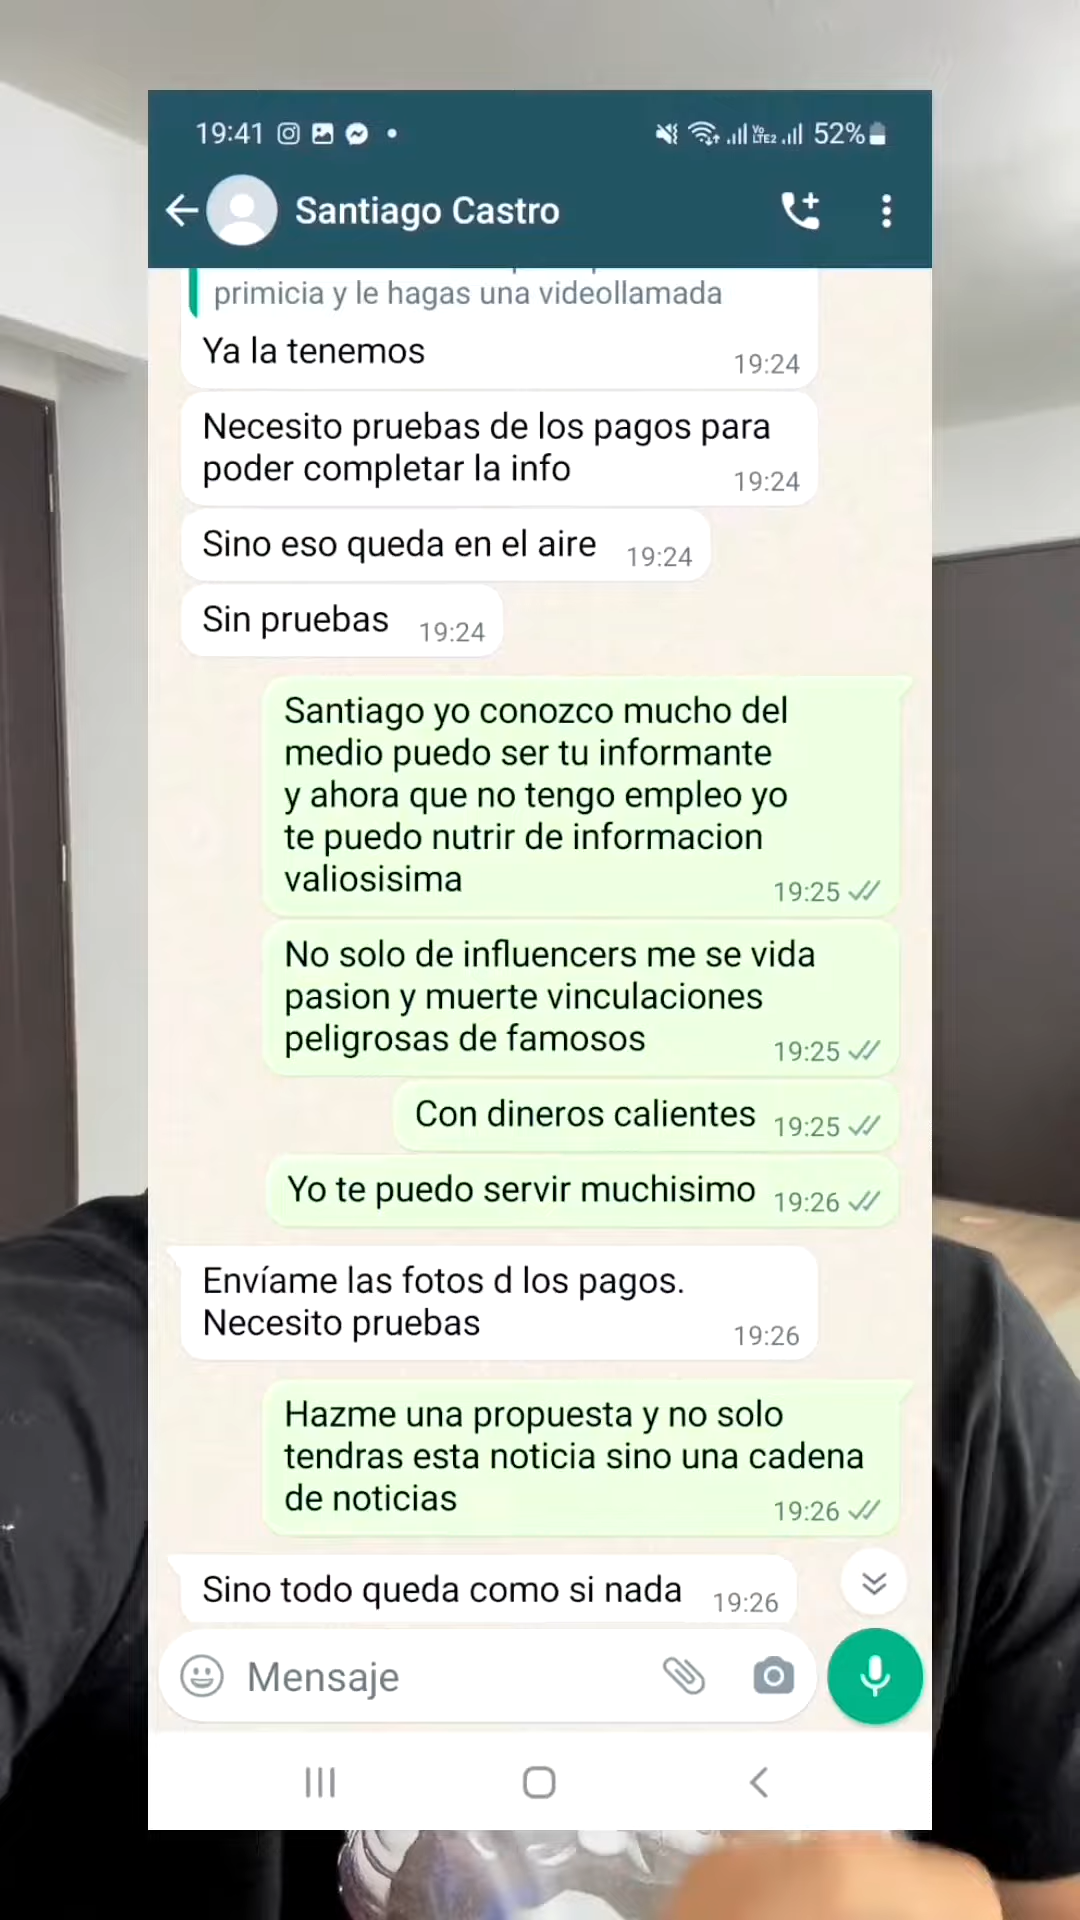 19:41
VoLTE2
52%
Santiago Castro
primicia y le hagas una videollamada
Ya la tenemos
19:24
Necesito pruebas de los pagos para
poder completar la info
19:24
Sino eso queda en el aire 19:24
Sin pruebas 19:24
Santiago yo conozco mucho del
medio puedo ser tu informante
y ahora que no tengo empleo yo
te puedo nutrir de informacion
valiosisima
19:25
No solo de influencers me se vida
pasion y muerte vinculaciones
peligrosas de famosos
19:25
Con dineros calientes 19:25
Yo te puedo servir muchisimo 19:26
Envíame las fotos d los pagos.
Necesito pruebas
19:26
Hazme una propuesta y no solo
tendras esta noticia sino una cadena
de noticias
19:26
Sino todo queda como si nada 19:26
Mensaje